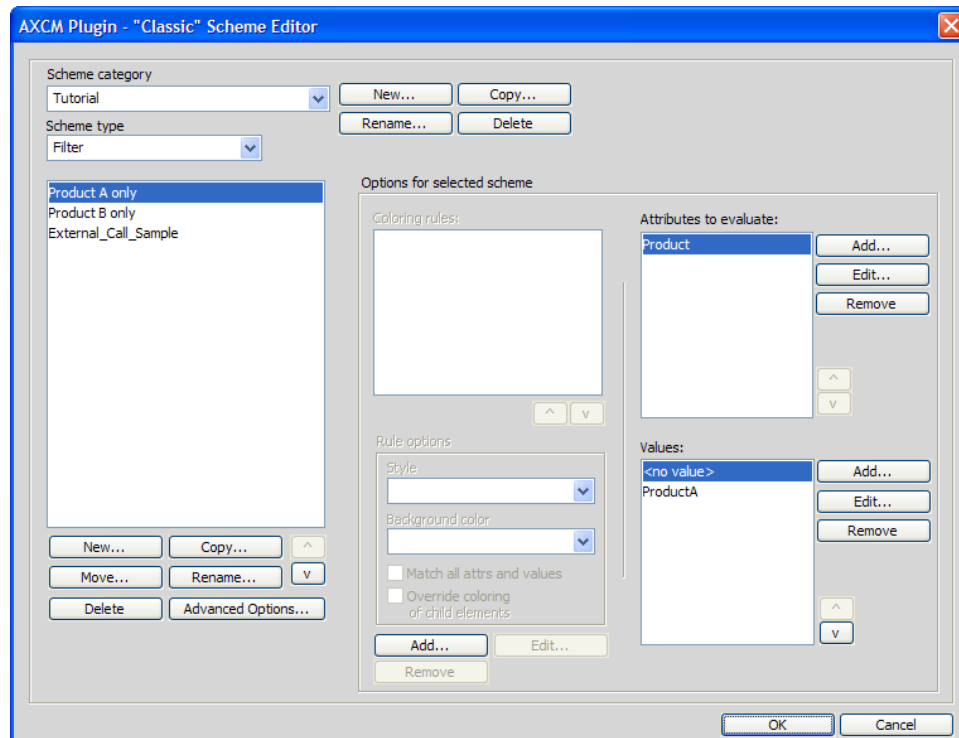 AXCM Plugin - "Classic" Scheme Editor
Scheme category
Tutorial
New...
Copy...
Rename...
Delete
Scheme type
Filter
Product A only
Product B only
External_Call_Sample
New...
Copy...
^
Move...
Rename...
v
Delete
Advanced Options...
Options for selected scheme
Coloring rules:
^
v
Rule options
Style
Background color
Match all attrs and values
Override coloring
of child elements
Add...
Edit...
Remove
Attributes to evaluate:
Product
Add...
Edit...
Remove
^
v
Values:
<no value>
ProductA
Add...
Edit...
Remove
^
v
OK
Cancel